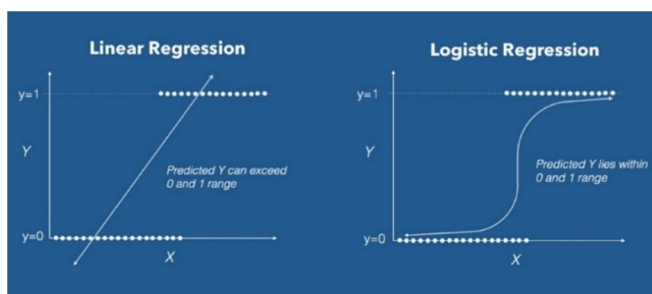 Linear Regression
y=1
Y
Predicted Y can exceed
0 and 1 range
y=0
X
Logistic Regression
y=1
Y
Predicted Y lies within
0 and 1 range
y=0
X